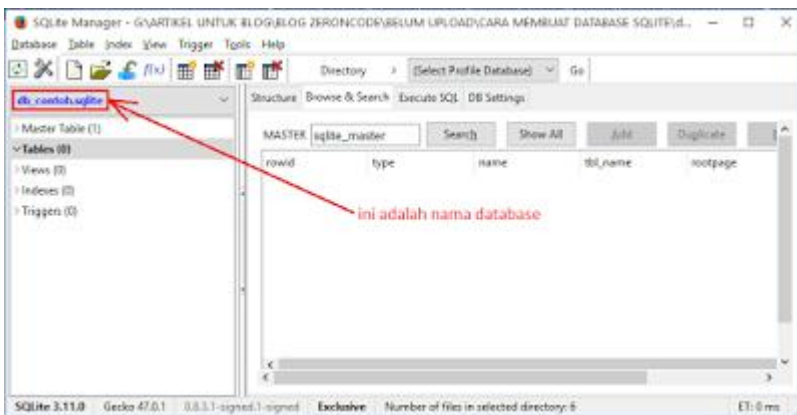 SQLite Manager - G:\ARTIKEL UNTUK BLOG\BLOG ZERONCODE\BELUM UPLOAD\CARA MEMBUAT DATABASE SQLITE\d...
Database Table Index View Trigger Tools Help
f(x) Directory (Select Profile Database) Go
db_contoh.sqlite
Structure Browse & Search Execute SQL DB Settings
Master Table (1)
MASTER sqlite_master Search Show All Add Duplicate
Tables (0)
rowid type name tbl_name rootpage
Views (0)
Indexes (0)
Triggers (0)
ini adalah nama database
SQLite 3.11.0 Gecko 47.0.1 Exclusive Number of files in selected directory: 6 ET: 0 ms